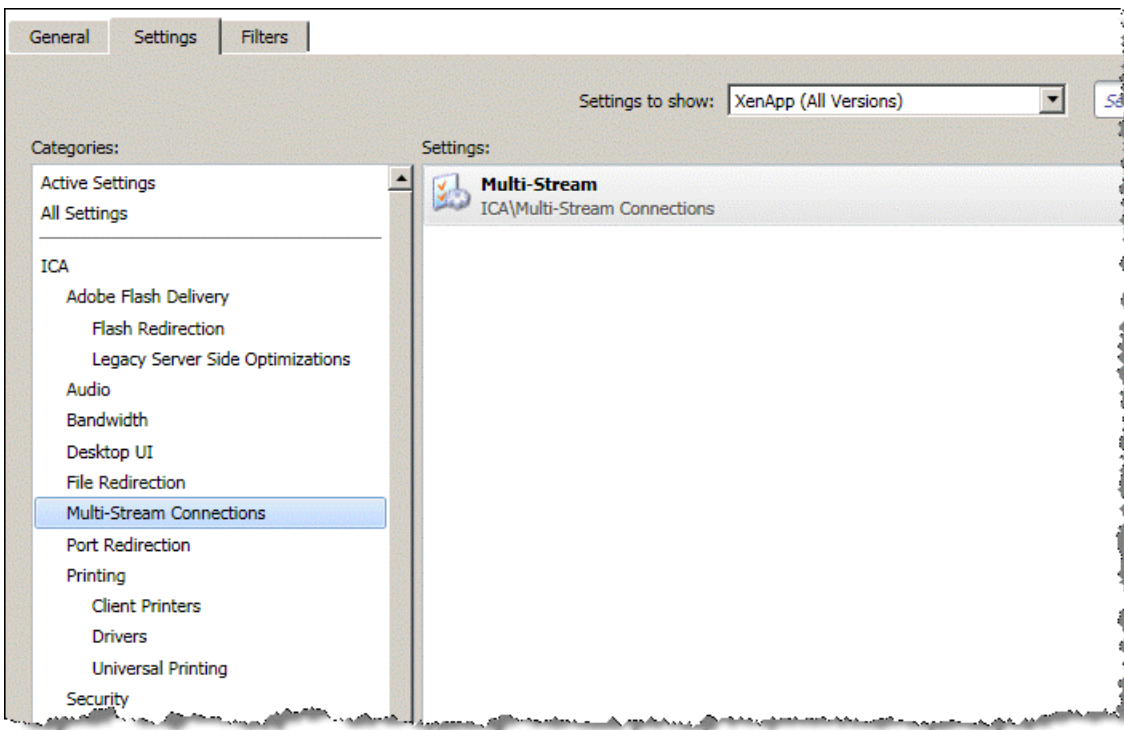 General Settings Filters
Settings to show: XenApp (All Versions)
Categories:
Settings:
Active Settings
All Settings
ICA
Adobe Flash Delivery
Flash Redirection
Legacy Server Side Optimizations
Audio
Bandwidth
Desktop UI
File Redirection
Multi-Stream Connections
Port Redirection
Printing
Client Printers
Drivers
Universal Printing
Security
Multi-Stream
ICA\Multi-Stream Connections